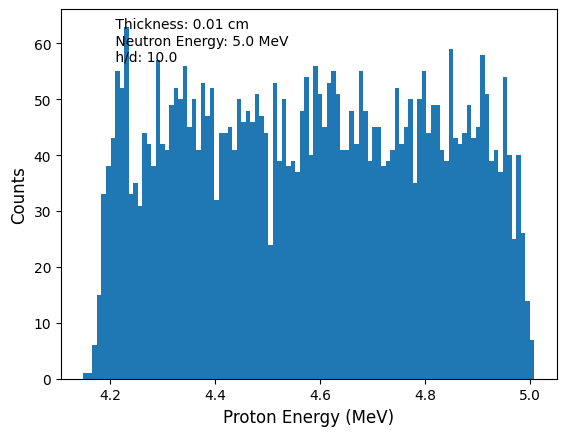 Thickness: 0.01 cm
Neutron Energy: 5.0 MeV
h/d: 10.0
60
50
40
30
20
10
0
Counts
4.2 4.4 4.6 4.8 5.0
Proton Energy (MeV)